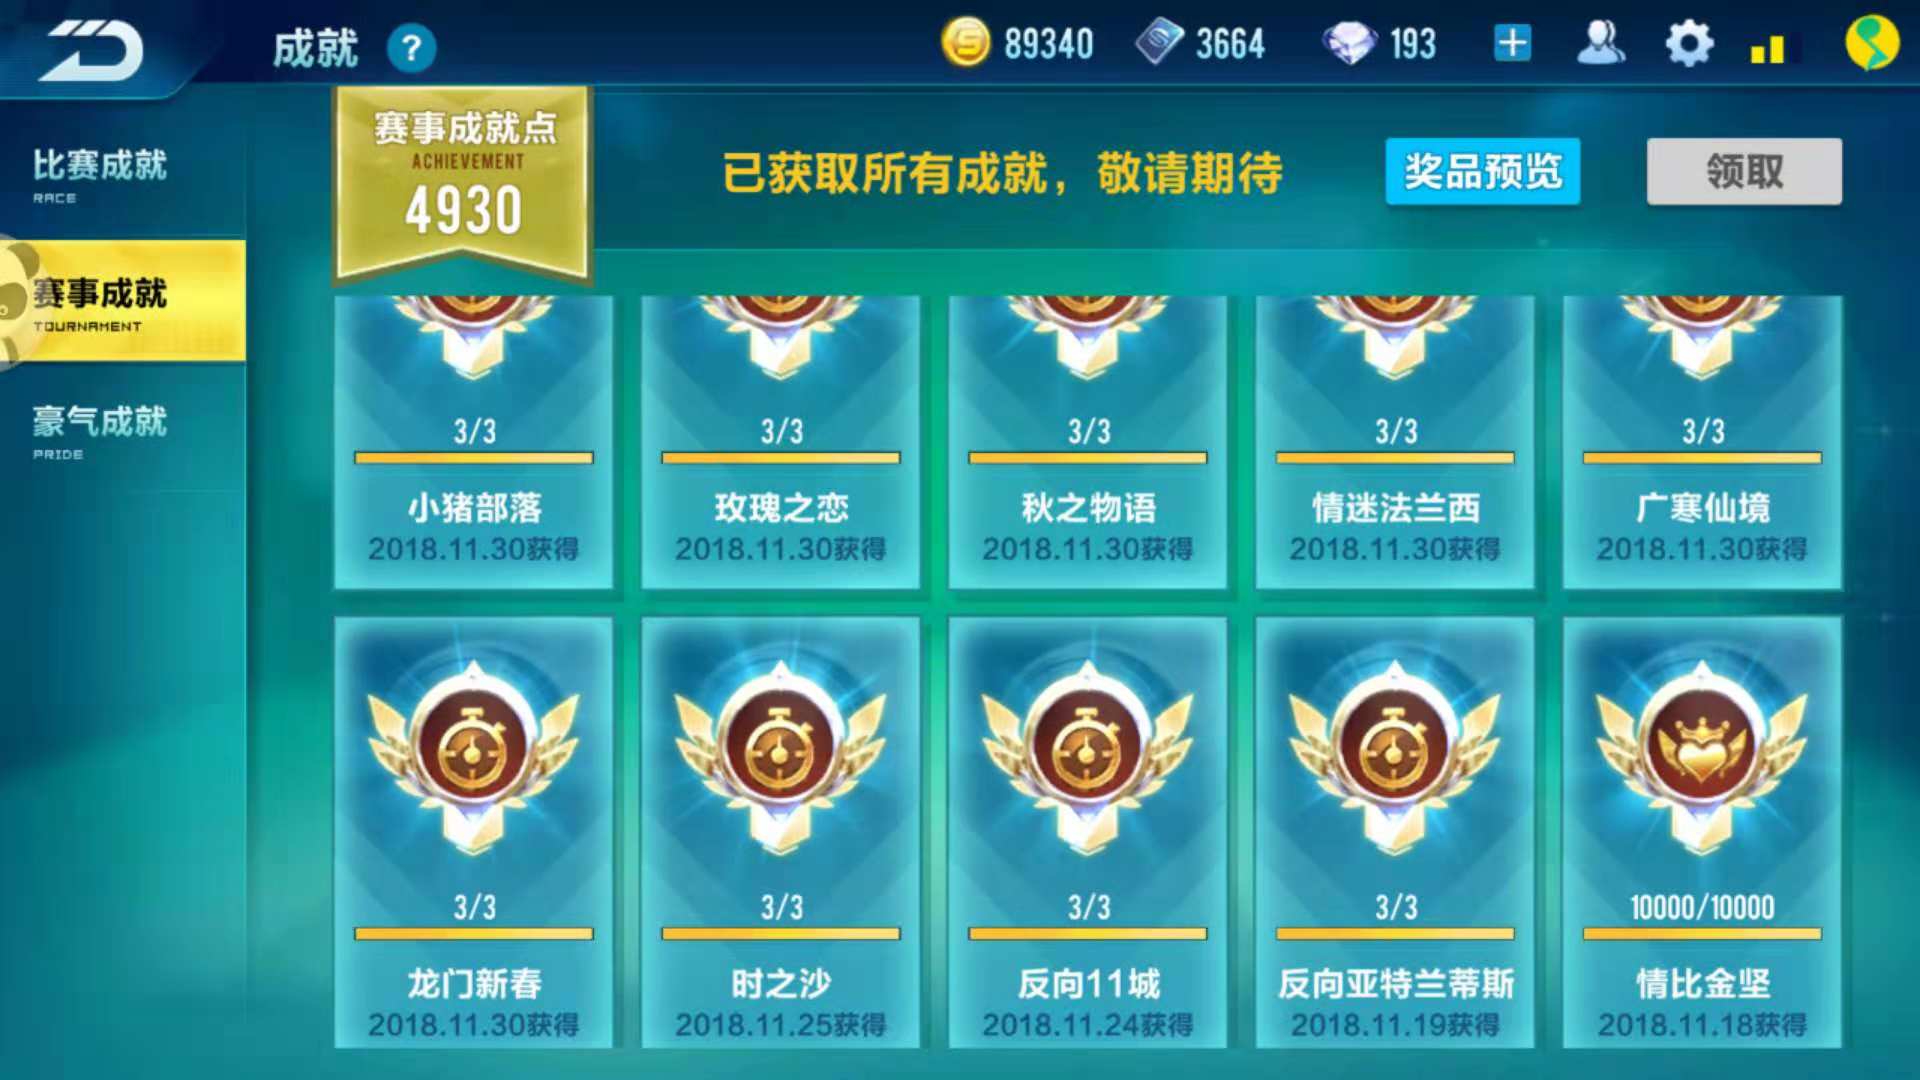 成就
?
89340
3664
193
比赛成就
RACE
赛事成就
TOURNAMENT
豪气成就
PRIDE
赛事成就点
ACHIEVEMENT
4930
已获取所有成就，敬请期待
奖品预览
领取
3/3
3/3
3/3
3/3
3/3
小猪部落
玫瑰之恋
秋之物语
情迷法兰西
广寒仙境
2018.11.30获得
2018.11.30获得
2018.11.30获得
2018.11.30获得
2018.11.30获得
3/3
3/3
3/3
3/3
10000/10000
龙门新春
时之沙
反向11城
反向亚特兰蒂斯
情比金坚
2018.11.30获得
2018.11.25获得
2018.11.24获得
2018.11.19获得
2018.11.18获得